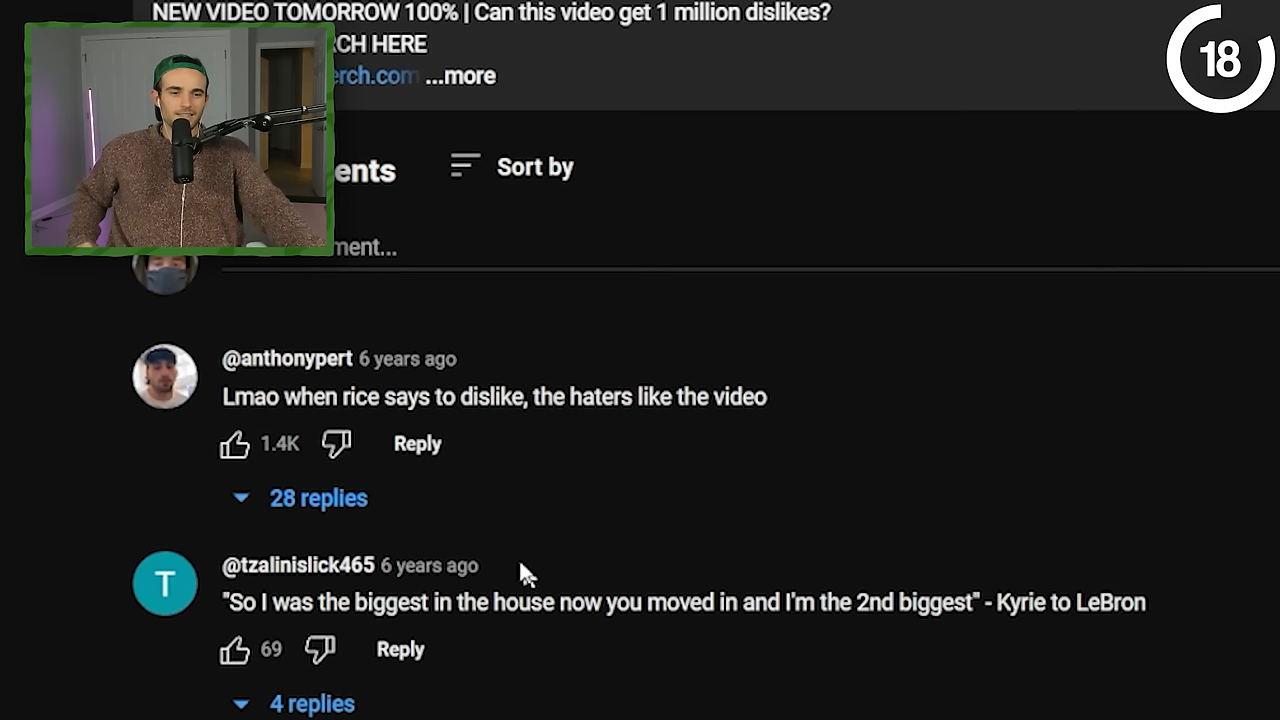 NEW VIDEO TOMORROW 100% | Can this video get 1 million dislikes?
RCH HERE
erch.com ...more
18
ents
Sort by
ment...
@anthonypert 6 years ago
Lmao when rice says to dislike, the haters like the video
1.4K
Reply
28 replies
T
@tzalinislick465 6 years ago
"So I was the biggest in the house now you moved in and I'm the 2nd biggest" - Kyrie to LeBron
69
Reply
4 replies